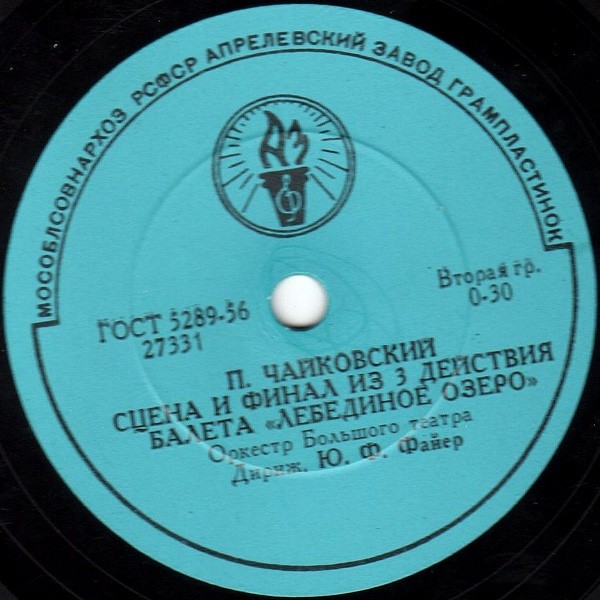 МОСОБЛСОВНАРХОЗ РСФСР АПРЕЛЕВСКИЙ ЗАВОД ГРАМПЛАСТИНОК
АЗ
ГОСТ 5289-56
27331
Вторая гр.
0-30
П. ЧАЙКОВСКИЙ
СЦЕНА И ФИНАЛ ИЗ 3 ДЕЙСТВИЯ
БАЛЕТА «ЛЕБЕДИНОЕ ОЗЕРО»
Оркестр Большого театра
Дириж. Ю. Ф. Файер